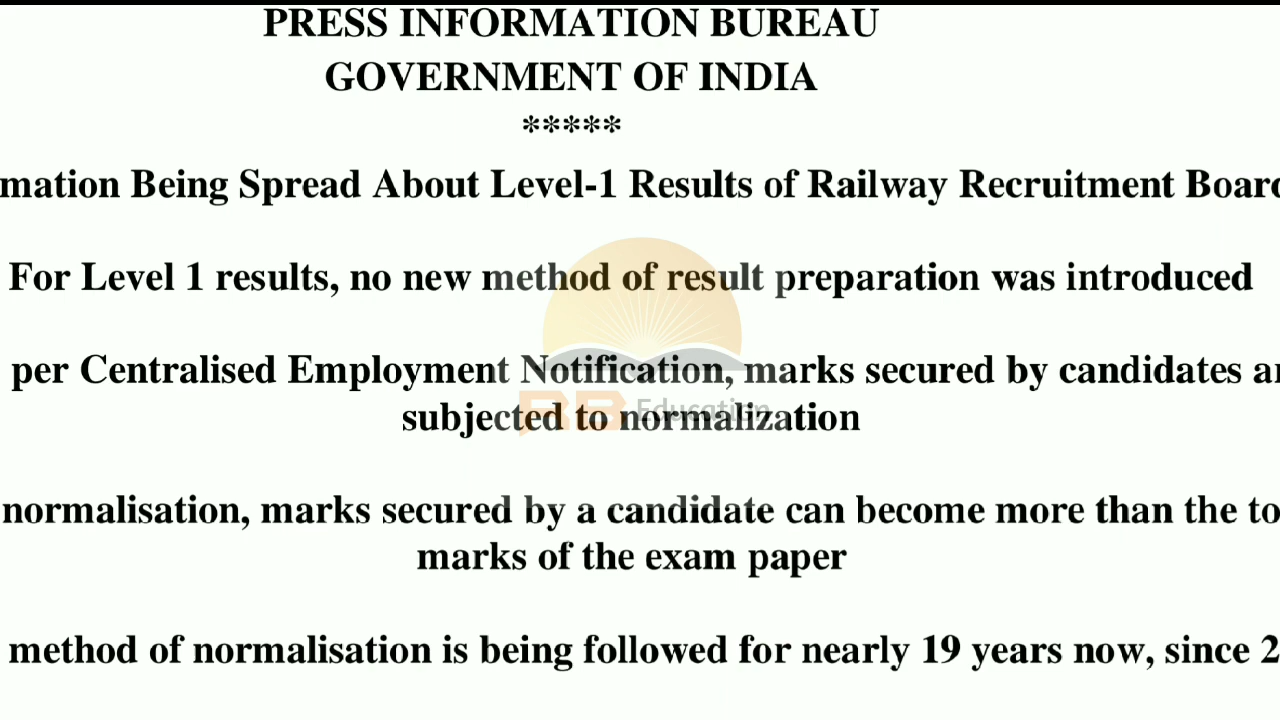 PRESS INFORMATION BUREAU
GOVERNMENT OF INDIA
*****
mation Being Spread About Level-1 Results of Railway Recruitment Board
For Level 1 results, no new method of result preparation was introduced
per Centralised Employment Notification, marks secured by candidates ar
subjected to normalization
RB Education
normalisation, marks secured by a candidate can become more than the to
marks of the exam paper
method of normalisation is being followed for nearly 19 years now, since 2